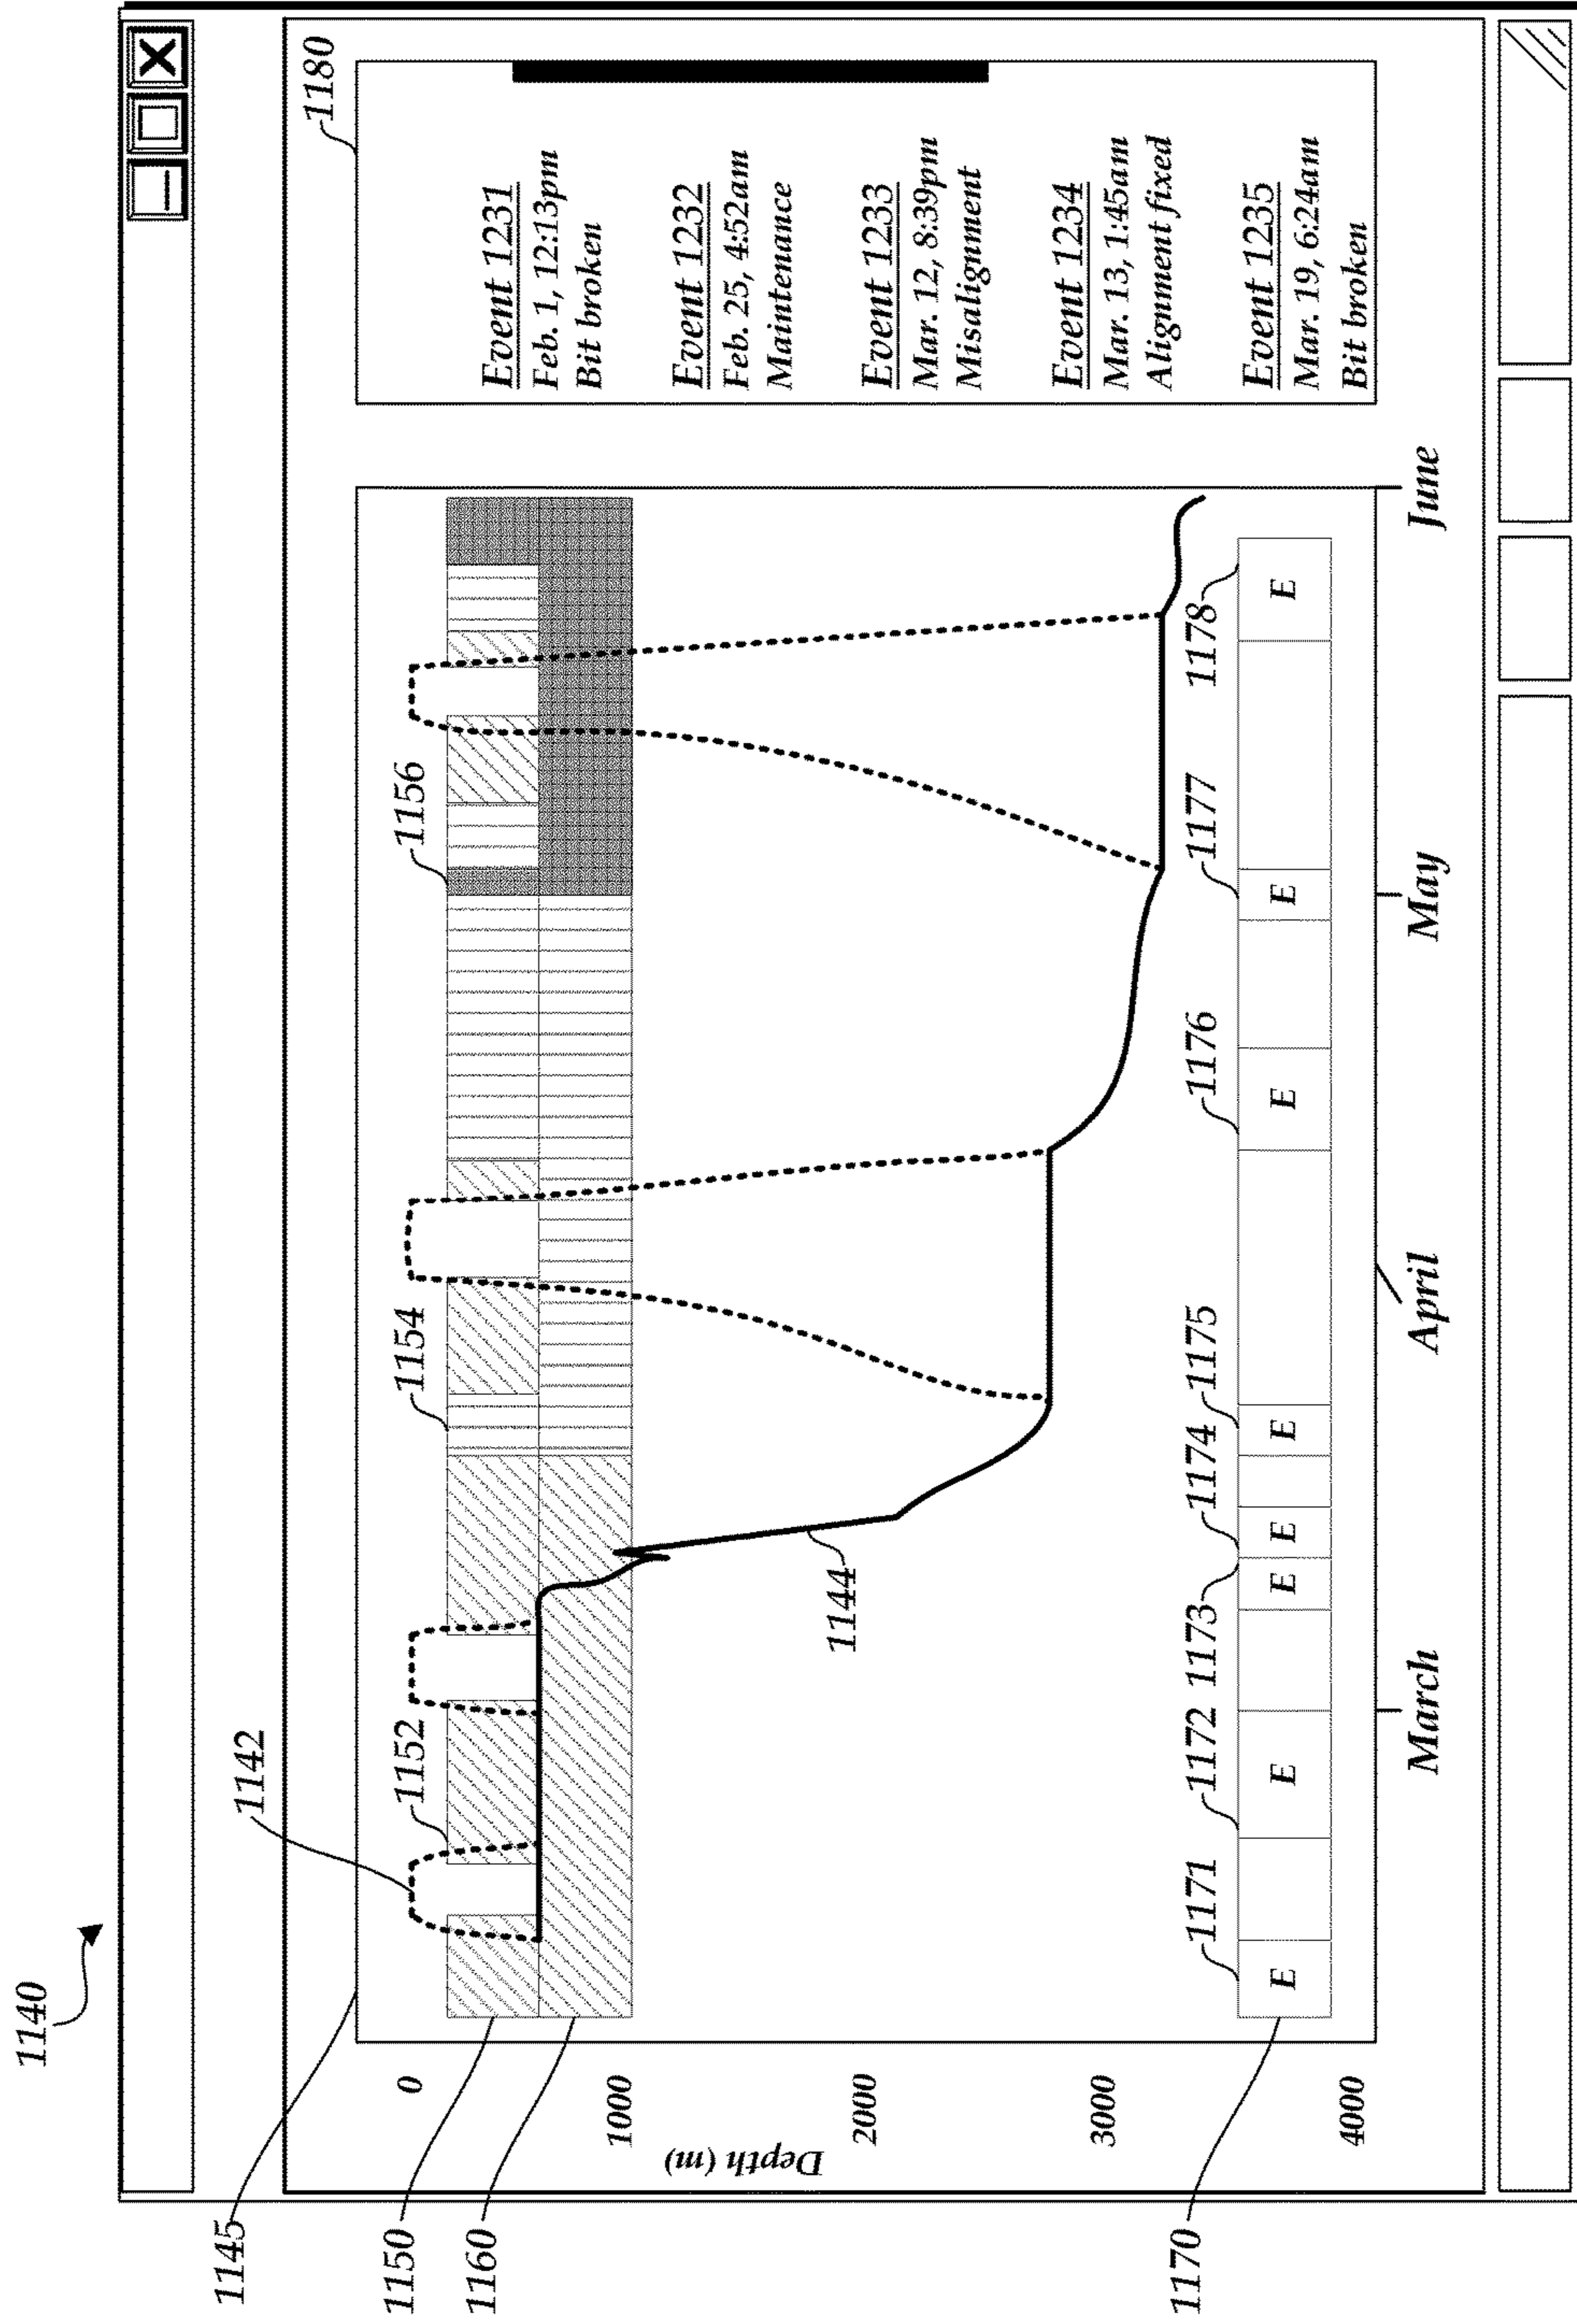 1140
1145
1142
1180
1150
1160
1170
0
1000
2000
3000
4000
Depth (m)
1152
1154
1156
1144
1171
1172
1173
1174
1175
1176
1177
1178
E
E
E
E
E
E
E
E
March
April
May
June
Event 1231
Feb. 1, 12:13pm
Bit broken
Event 1232
Feb. 25, 4:52am
Maintenance
Event 1233
Mar. 12, 8:39pm
Misalignment
Event 1234
Mar. 13, 1:45am
Alignment fixed
Event 1235
Mar. 19, 6:24am
Bit broken